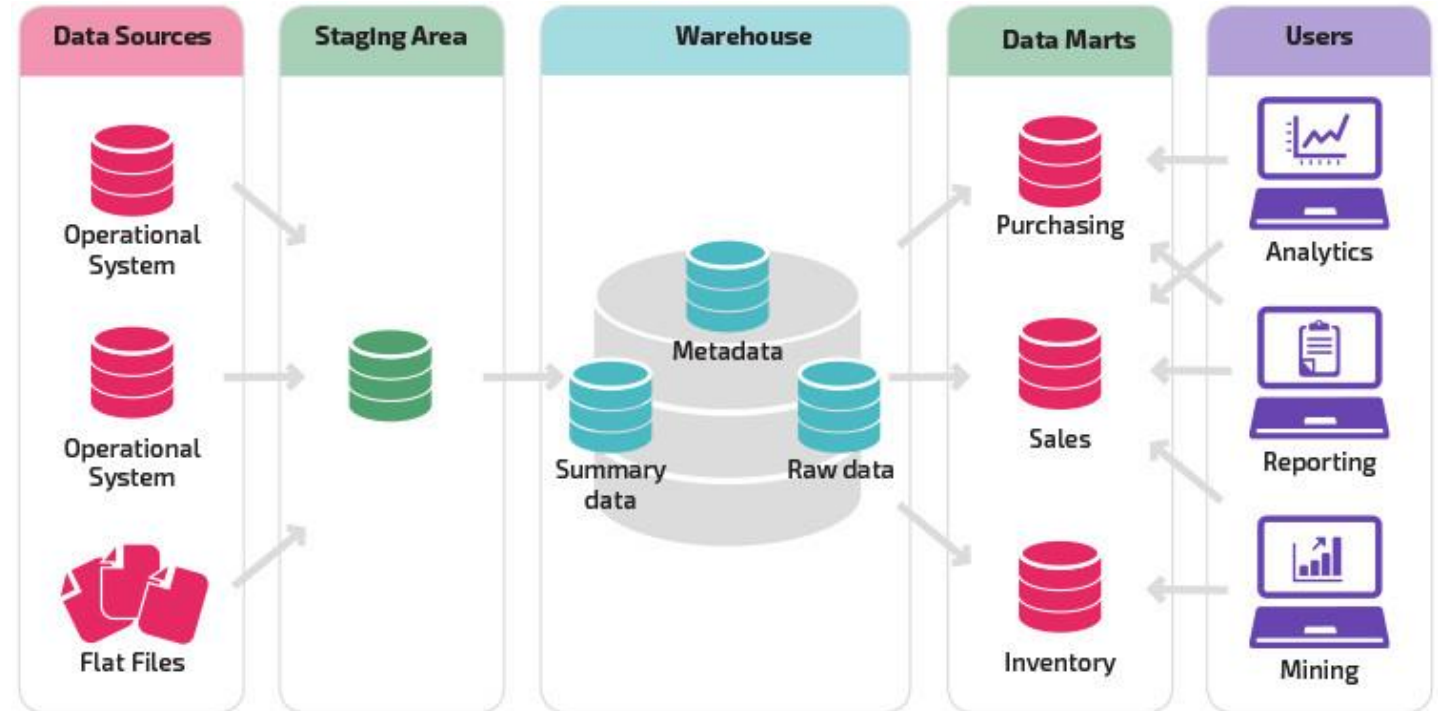 Data Sources
Staging Area
Warehouse
Data Marts
Users
Operational
System
Operational
System
Flat Files
Metadata
Summary
data
Raw data
Purchasing
Sales
Inventory
Analytics
Reporting
Mining